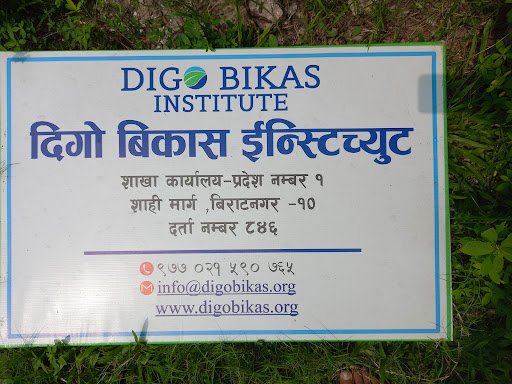 DIGO BIKAS
INSTITUTE
दिगो बिकास ईन्स्टिच्युट
शाखा कार्यालय-प्रदेश नम्बर १
शाही मार्ग ,बिराटनगर -१०
दर्ता नम्बर ८४६
९७७ ०२१ ५९० ७६५
info@digobikas.org
www.digobikas.org